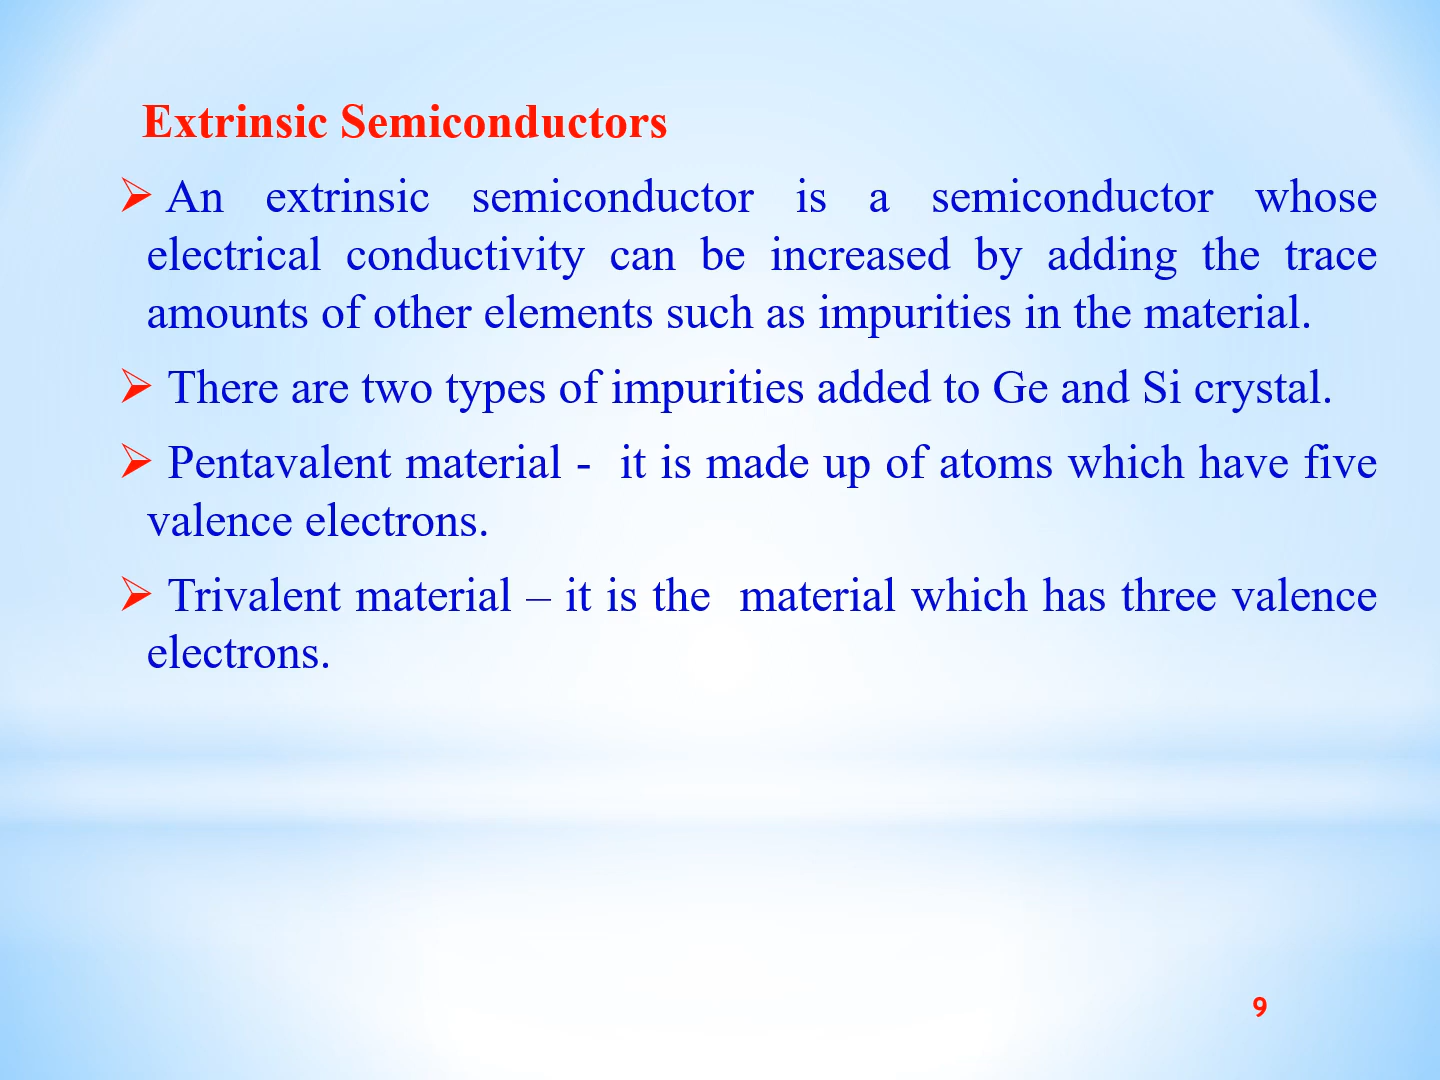 Extrinsic Semiconductors
➢ An extrinsic semiconductor is a semiconductor whose
electrical conductivity can be increased by adding the trace
amounts of other elements such as impurities in the material.
➢ There are two types of impurities added to Ge and Si crystal.
➢ Pentavalent material - it is made up of atoms which have five
valence electrons.
➢ Trivalent material – it is the material which has three valence
electrons.
9